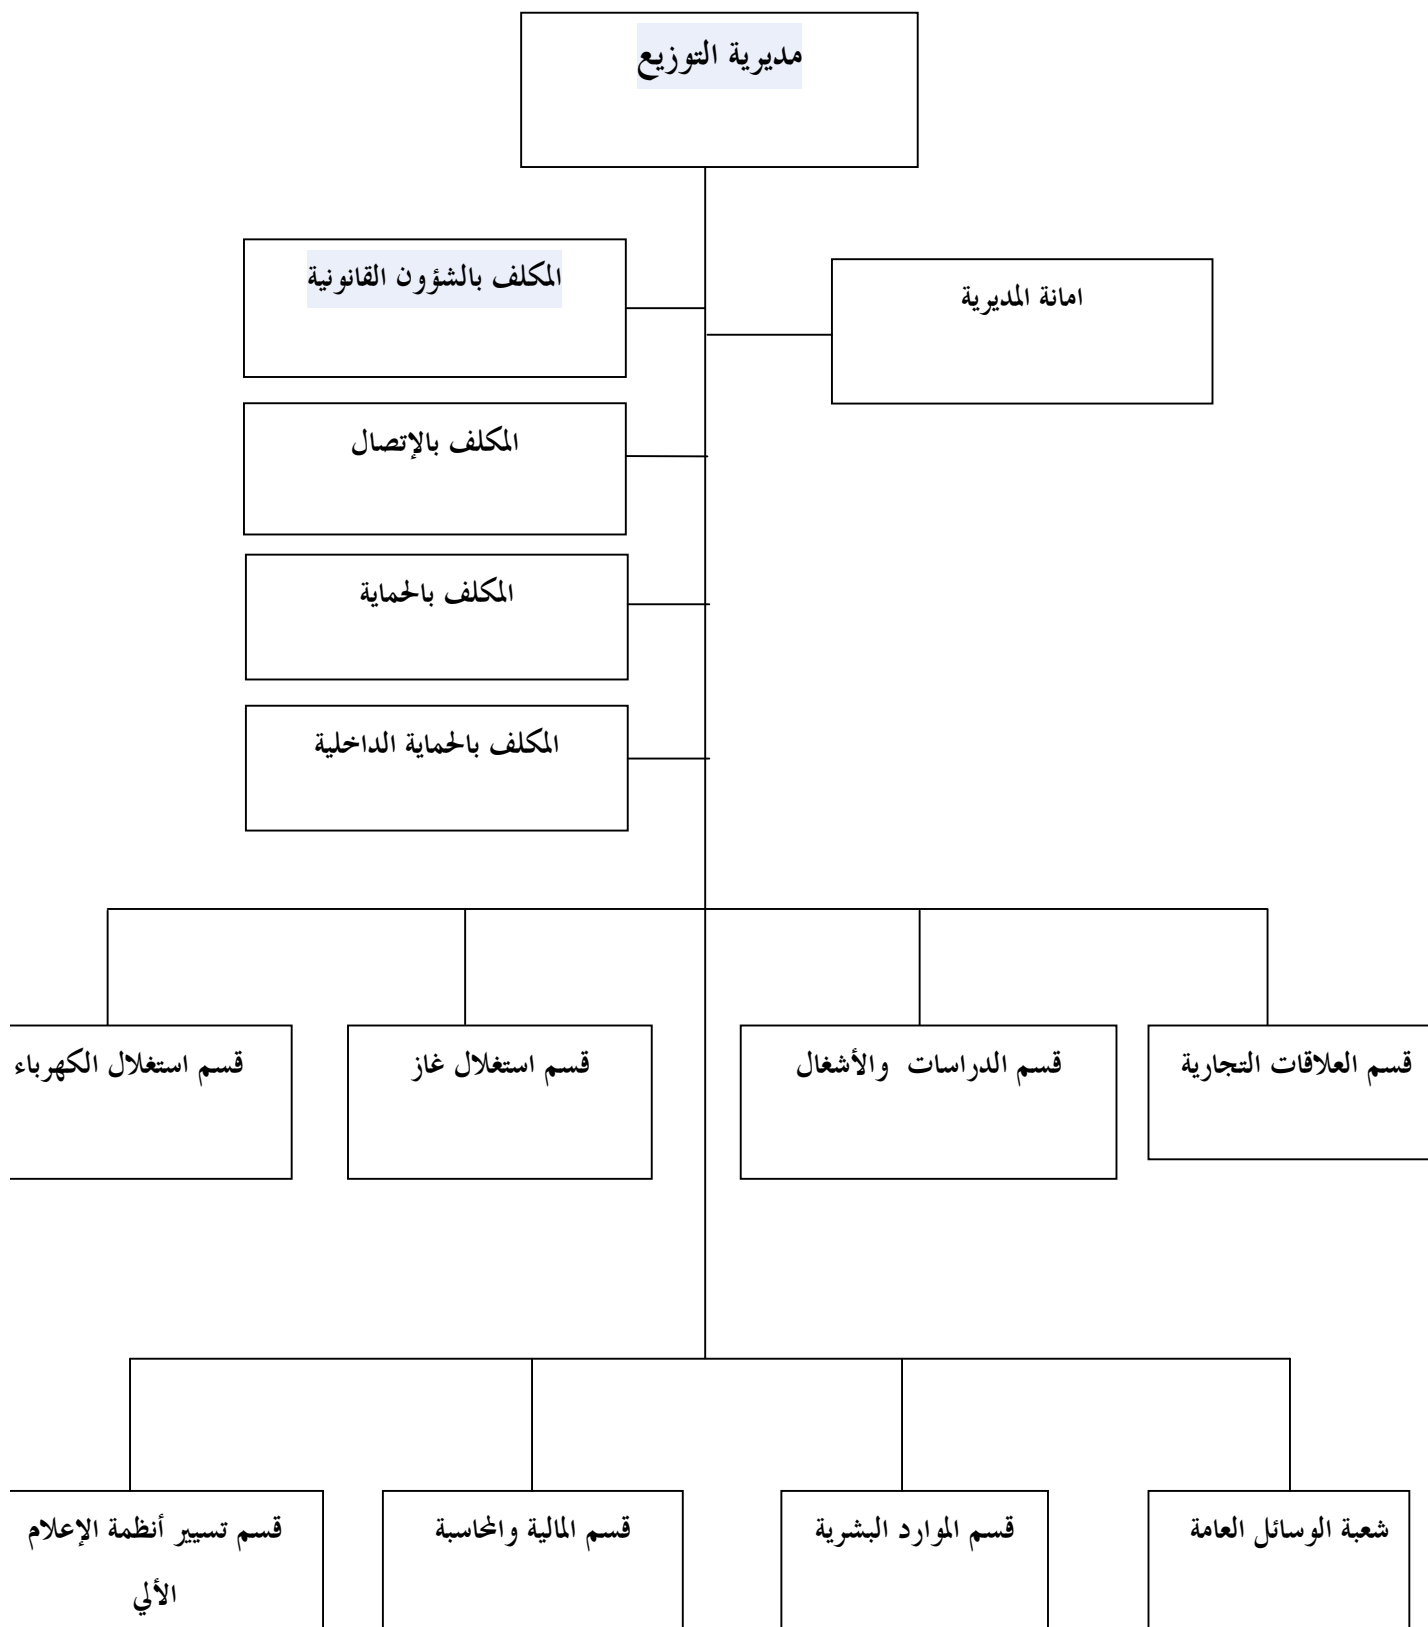 مديرية التوزيع
المكلف بالشؤون القانونية
امانة المديرية
المكلف بالإتصال
المكلف بالحماية
المكلف بالحماية الداخلية
قسم العلاقات التجارية
قسم الدراسات والأشغال
قسم استغلال غاز
قسم استغلال الكهرباء
شعبة الوسائل العامة
قسم الموارد البشرية
قسم المالية والمحاسبة
قسم تسيير أنظمة الإعلام
الألي